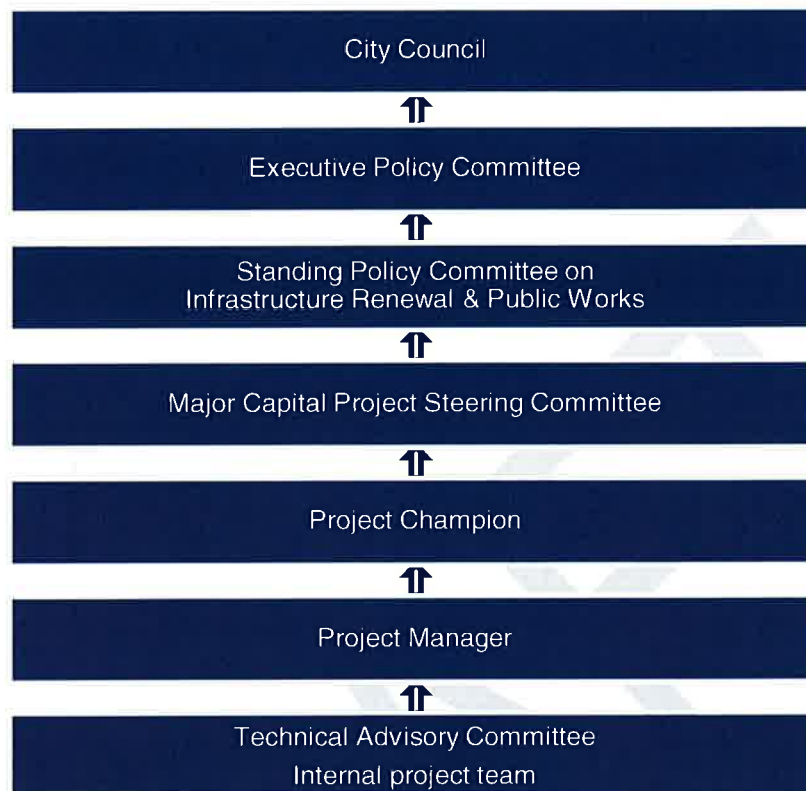 City Council
Executive Policy Committee
Standing Policy Committee on
Infrastructure Renewal & Public Works
Major Capital Project Steering Committee
Project Champion
Project Manager
Technical Advisory Committee
Internal project team